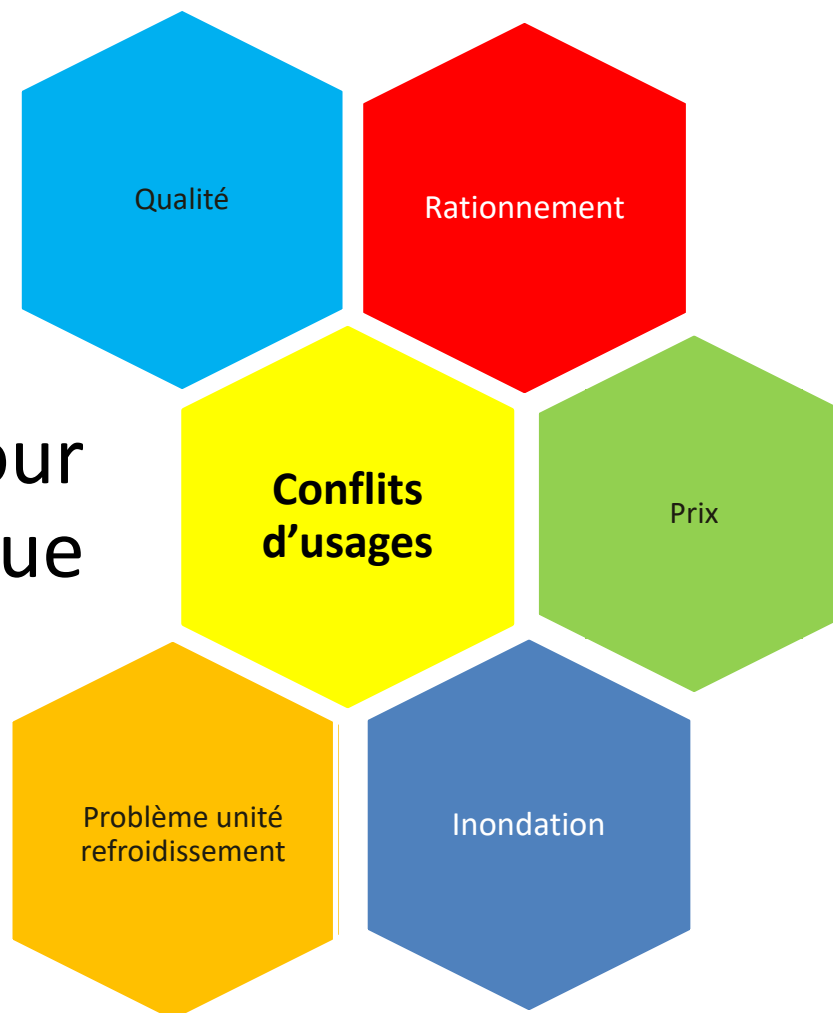 Qualité
Rationnement
our
ue
Conflits
d’usages
Prix
Problème unité
refroidissement
Inondation